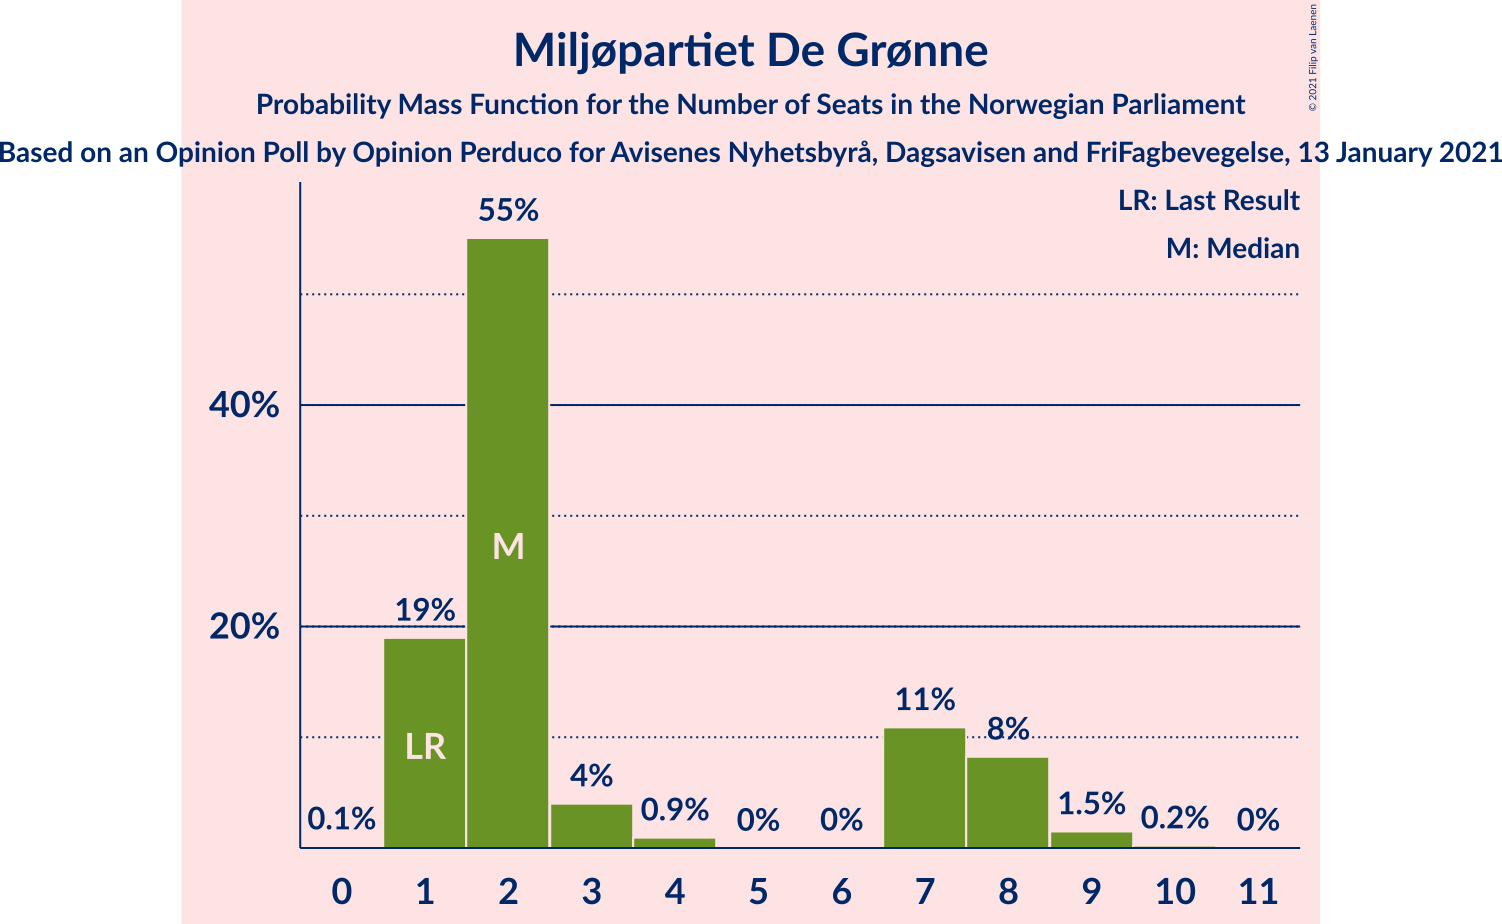 Miljøpartiet De Grønne
Probability Mass Function for the Number of Seats in the Norwegian Parliament
Based on an Opinion Poll by Opinion Perduco for Avisenes Nyhetsbyrå, Dagsavisen and FriFagbevegelse, 13 January 2021
© 2021 Filip van Laenen
LR: Last Result
M: Median
40%
20%
0.1%
19%
55%
4%
0.9%
0%
0%
11%
8%
1.5%
0.2%
0%
LR
M
0 1 2 3 4 5 6 7 8 9 10 11